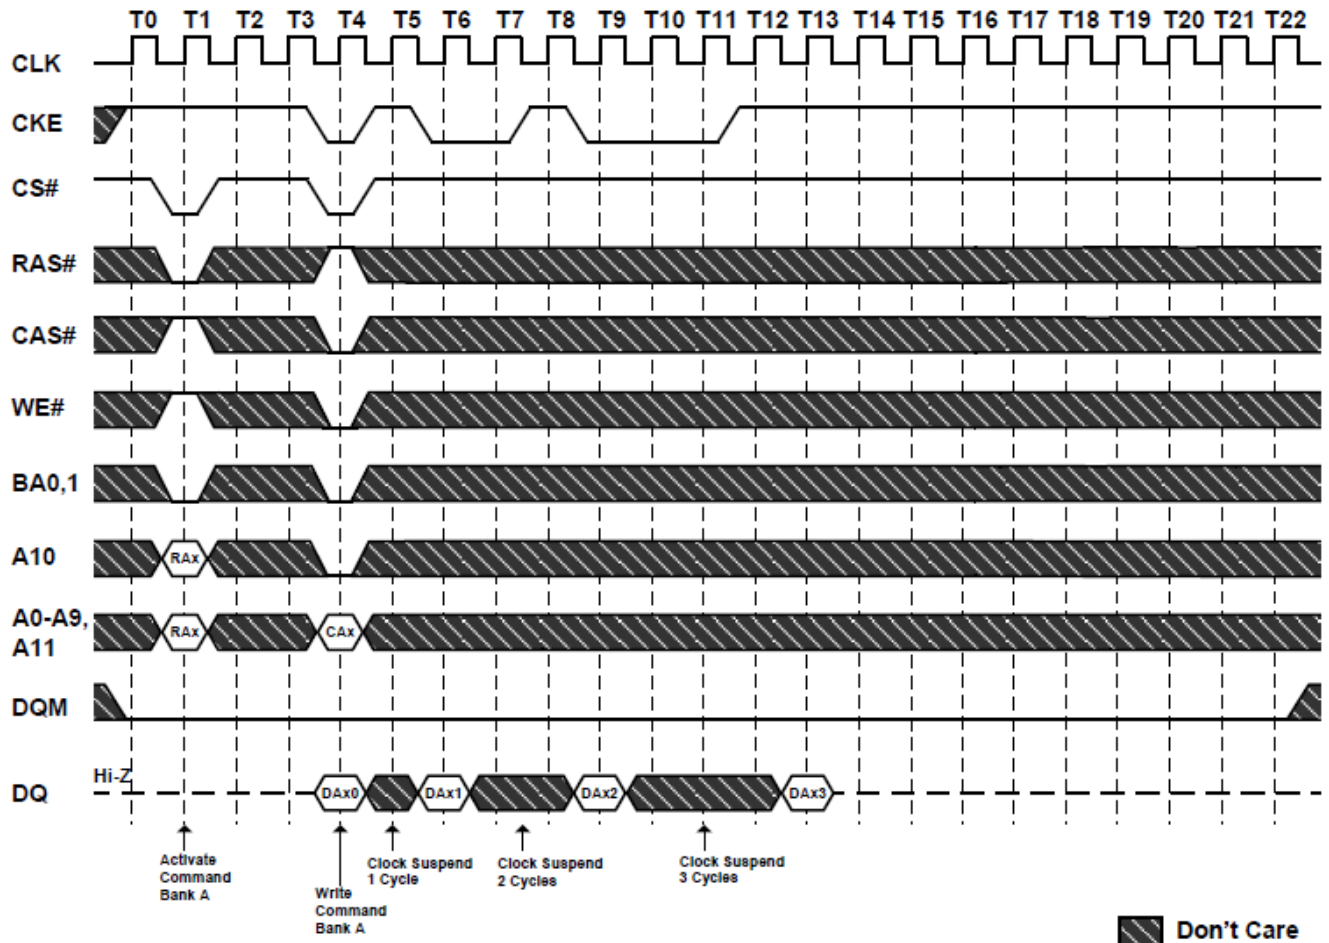 T0 T1 T2 T3 T4 T5 T6 T7 T8 T9 T10 T11 T12 T13 T14 T15 T16 T17 T18 T19 T20 T21 T22
CLK
CKE
CS#
RAS#
CAS#
WE#
BA0,1
A10 RAx
A0-A9,
A11 RAx CAx
DQM
Hi-Z
DQ DAx0 DAx1 DAx2 DAx3
Activate
Command
Bank A
Write
Command
Bank A
Clock Suspend
1 Cycle
Clock Suspend
2 Cycles
Clock Suspend
3 Cycles
Don't Care